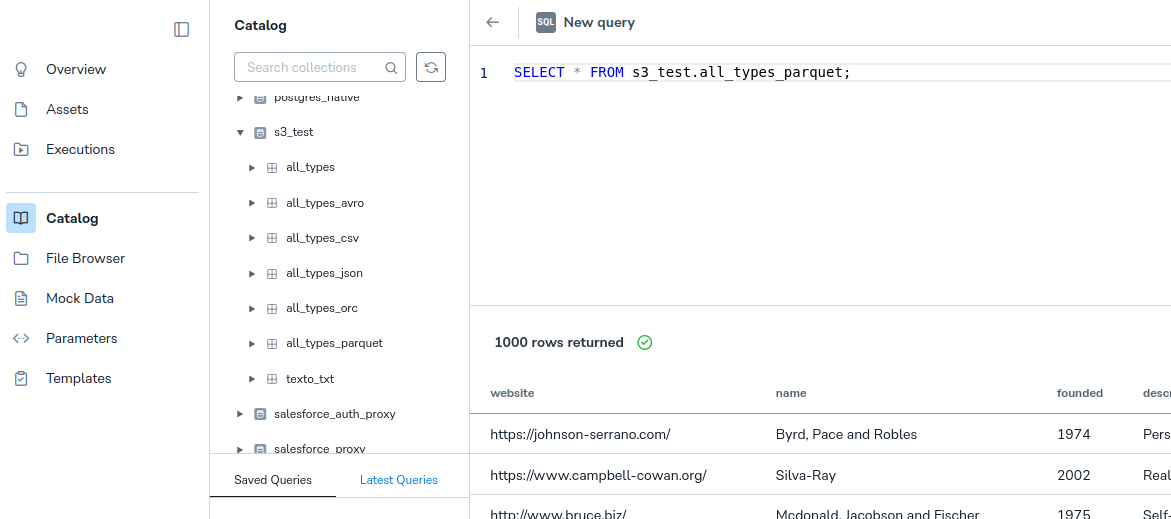 Overview
Assets
Executions
Catalog
File Browser
Mock Data
Parameters
Templates
Catalog
Search collections
postgres_native
s3_test
all_types
all_types_avro
all_types_csv
all_types_json
all_types_orc
all_types_parquet
texto_txt
salesforce_auth_proxy
salesforce_proxy
Saved Queries Latest Queries
SQL New query
1 SELECT * FROM s3_test.all_types_parquet;
1000 rows returned
website name founded descr
https://johnson-serrano.com/ Byrd, Pace and Robles 1974 Pers
https://www.campbell-cowan.org/ Silva-Ray 2002 Real
http://www.bruce.biz/ Mcdonald, Jacobson and Fischer 1975 Self-